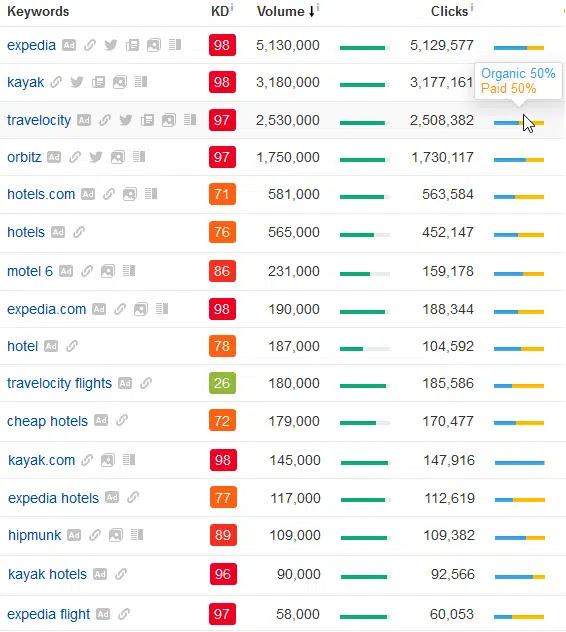 Keywords KD i Volume ↓ i Clicks i
expedia Ad 98 5,130,000 5,129,577
kayak 98 3,180,000 3,177,161
Organic 50%
Paid 50%
travelocity Ad 97 2,530,000 2,508,382
orbitz Ad 97 1,750,000 1,730,117
hotels.com Ad 71 581,000 563,584
hotels Ad 76 565,000 452,147
motel 6 Ad 86 231,000 159,178
expedia.com Ad 98 190,000 188,344
hotel Ad 78 187,000 104,592
travelocity flights Ad 26 180,000 185,586
cheap hotels Ad 72 179,000 170,477
kayak.com 98 145,000 147,916
expedia hotels Ad 77 117,000 112,619
hipmunk Ad 89 109,000 109,382
kayak hotels Ad 96 90,000 92,566
expedia flight Ad 97 58,000 60,053